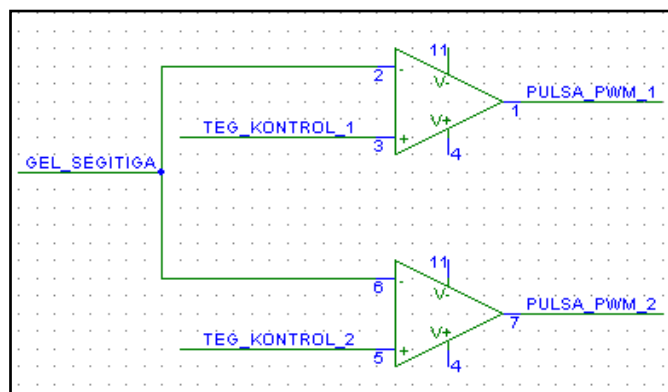 11
2 - V- PULSA_PWM_1
TEG_KONTROL_1 V+ 1
3 + 4
GEL_SEGITIGA
11
6 - V- PULSA_PWM_2
TEG_KONTROL_2 V+ 7
5 + 4